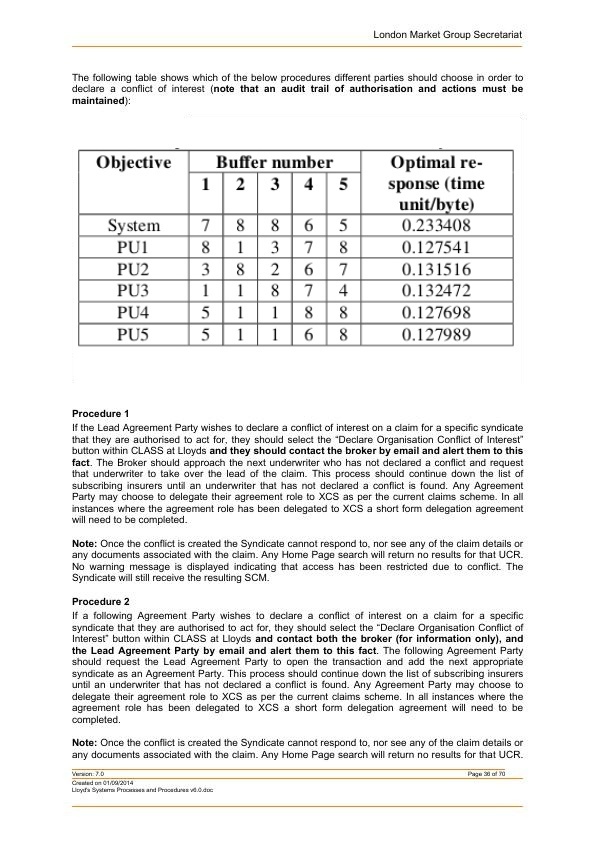 London Market Group Secretariat
The following table shows which of the below procedures different parties should choose in order to
declare a conflict of interest (note that an audit trail of authorisation and actions must be
maintained):
Objective Buffer number Optimal re-
1 2 3 4 5 sponse (time
unit/byte)
System 7 8 8 6 5 0.233408
PU1 8 1 3 7 8 0.127541
PU2 3 8 2 6 7 0.131516
PU3 1 1 8 7 4 0.132472
PU4 5 1 1 8 8 0.127698
PU5 5 1 1 6 8 0.127989
Procedure 1
If the Lead Agreement Party wishes to declare a conflict of interest on a claim for a specific syndicate
that they are authorised to act for, they should select the “Declare Organisation Conflict of Interest”
button within CLASS at Lloyds and they should contact the broker by email and alert them to this
fact. The Broker should approach the next underwriter who has not declared a conflict and request
that underwriter to take over the lead of the claim. This process should continue down the list of
subscribing insurers until an underwriter that has not declared a conflict is found. Any Agreement
Party may choose to delegate their agreement role to XCS as per the current claims scheme. In all
instances where the agreement role has been delegated to XCS a short form delegation agreement
will need to be completed.
Note: Once the conflict is created the Syndicate cannot respond to, nor see any of the claim details or
any documents associated with the claim. Any Home Page search will return no results for that UCR.
No warning message is displayed indicating that access has been restricted due to conflict. The
Syndicate will still receive the resulting SCM.
Procedure 2
If a following Agreement Party wishes to declare a conflict of interest on a claim for a specific
syndicate that they are authorised to act for, they should select the “Declare Organisation Conflict of
Interest” button within CLASS at Lloyds and contact both the broker (for information only), and
the Lead Agreement Party by email and alert them to this fact. The following Agreement Party
should request the Lead Agreement Party to open the transaction and add the next appropriate
syndicate as an Agreement Party. This process should continue down the list of subscribing insurers
until an underwriter that has not declared a conflict is found. Any Agreement Party may choose to
delegate their agreement role to XCS as per the current claims scheme. In all instances where the
agreement role has been delegated to XCS a short form delegation agreement will need to be
completed.
Note: Once the conflict is created the Syndicate cannot respond to, nor see any of the claim details or
any documents associated with the claim. Any Home Page search will return no results for that UCR.
Version: 7.0 Page 36 of 70
Created on 01/09/2014
Lloyd's Systems Processes and Procedures v6.0.doc